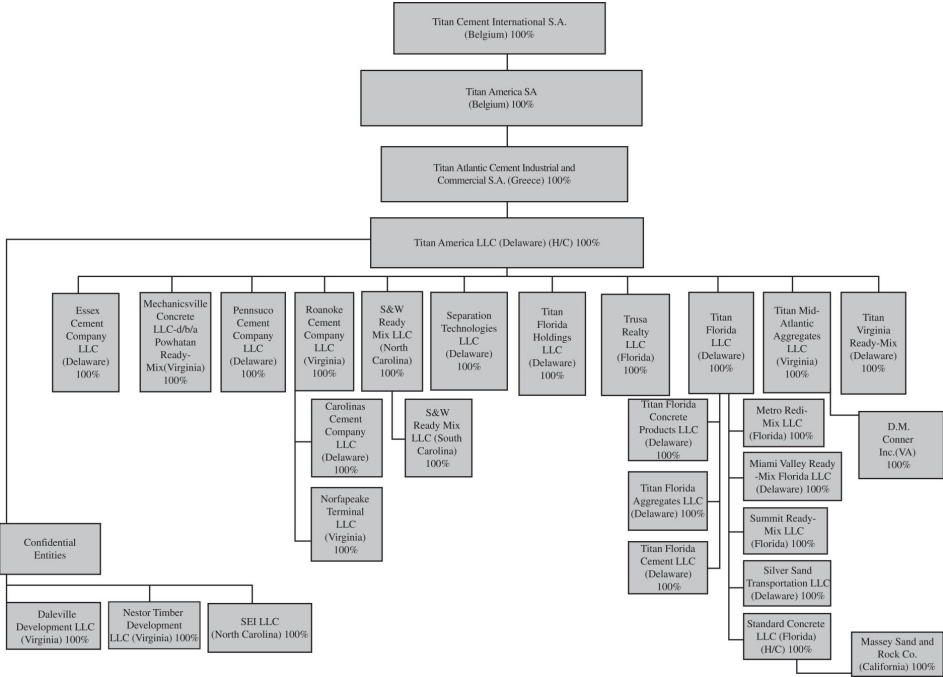 Titan Cement International S.A.
(Belgium) 100%
Titan America SA
(Belgium) 100%
Titan Atlantic Cement Industrial and
Commercial S.A. (Greece) 100%
Titan America LLC (Delaware) (H/C) 100%
Essex
Cement
Company
LLC
(Delaware)
100%
Mechanicsville
Concrete
LLC-d/b/a
Powhatan
Ready-
Mix(Virginia)
100%
Pennsuco
Cement
Company
LLC
(Delaware)
100%
Roanoke
Cement
Company
LLC
(Virginia)
100%
S&W
Ready
Mix LLC
(North
Carolina)
100%
Separation
Technologies
LLC
(Delaware)
100%
Titan
Florida
Holdings
LLC
(Delaware)
100%
Trusa
Realty
LLC
(Florida)
100%
Titan
Florida
LLC
(Delaware)
100%
Titan Mid-
Atlantic
Aggregates
LLC
(Virginia)
100%
Titan
Virginia
Ready-Mix
(Delaware)
100%
Carolinas
Cement
Company
LLC
(Delaware)
100%
Norfapeake
Terminal
LLC
(Virginia)
100%
S&W
Ready Mix
LLC (South
Carolina)
100%
Titan Florida
Concrete
Products LLC
(Delaware)
100%
Titan Florida
Aggregates LLC
(Delaware) 100%
Titan Florida
Cement LLC
(Delaware)
100%
Metro Redi-
Mix LLC
(Florida) 100%
Miami Valley Ready
-Mix Florida LLC
(Delaware) 100%
Summit Ready-
Mix LLC
(Florida) 100%
Silver Sand
Transportation LLC
(Delaware) 100%
Standard Concrete
LLC (Florida)
(H/C) 100%
D.M.
Conner
Inc.(VA)
100%
Massey Sand and
Rock Co.
(California) 100%
Confidential
Entities
Daleville
Development LLC
(Virginia) 100%
Nestor Timber
Development
LLC (Virginia) 100%
SEI LLC
(North Carolina) 100%